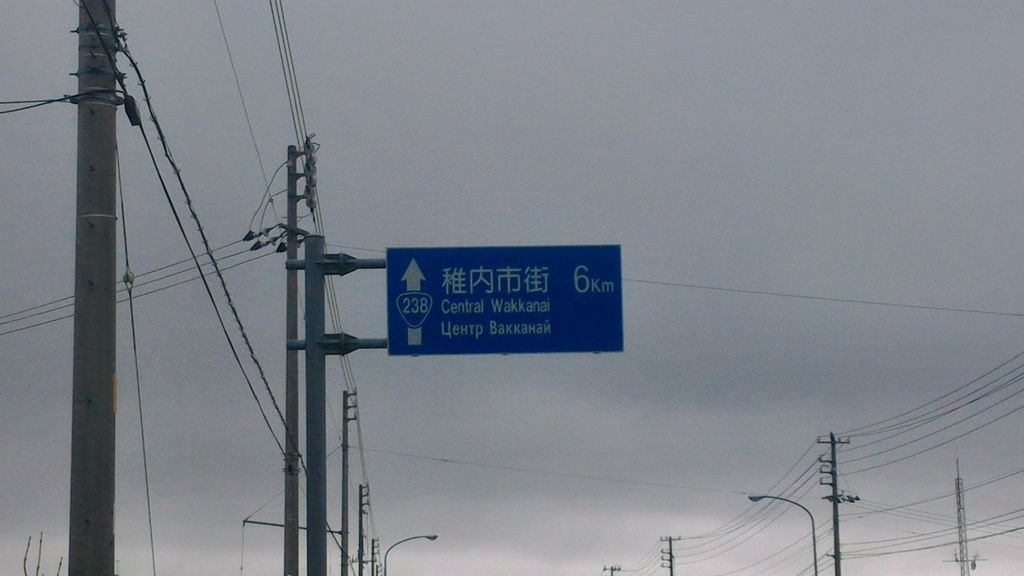 稚内市街 6Km
238
Central Wakkanai
Центр Вакканай